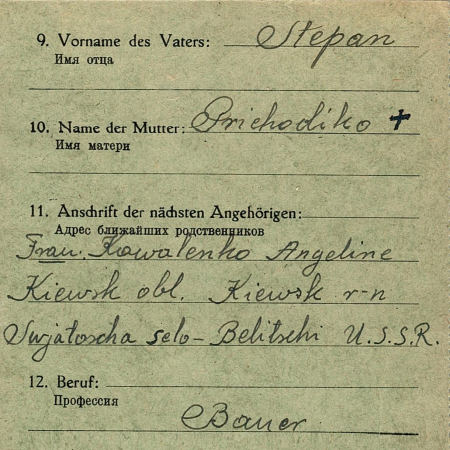 9. Vorname des Vaters: Stepan
Имя отца
10. Name der Mutter: Prichodiko +
Имя матери
11. Anschrift der nächsten Angehörigen:
Адрес ближайших родственников
Frau. Kowalenko Angeline
Kiewsk obl. Kiewsk r-n
Swjatoscha selo - Belitschi U.S.S.R.
12. Beruf:
Профессия
Bauer